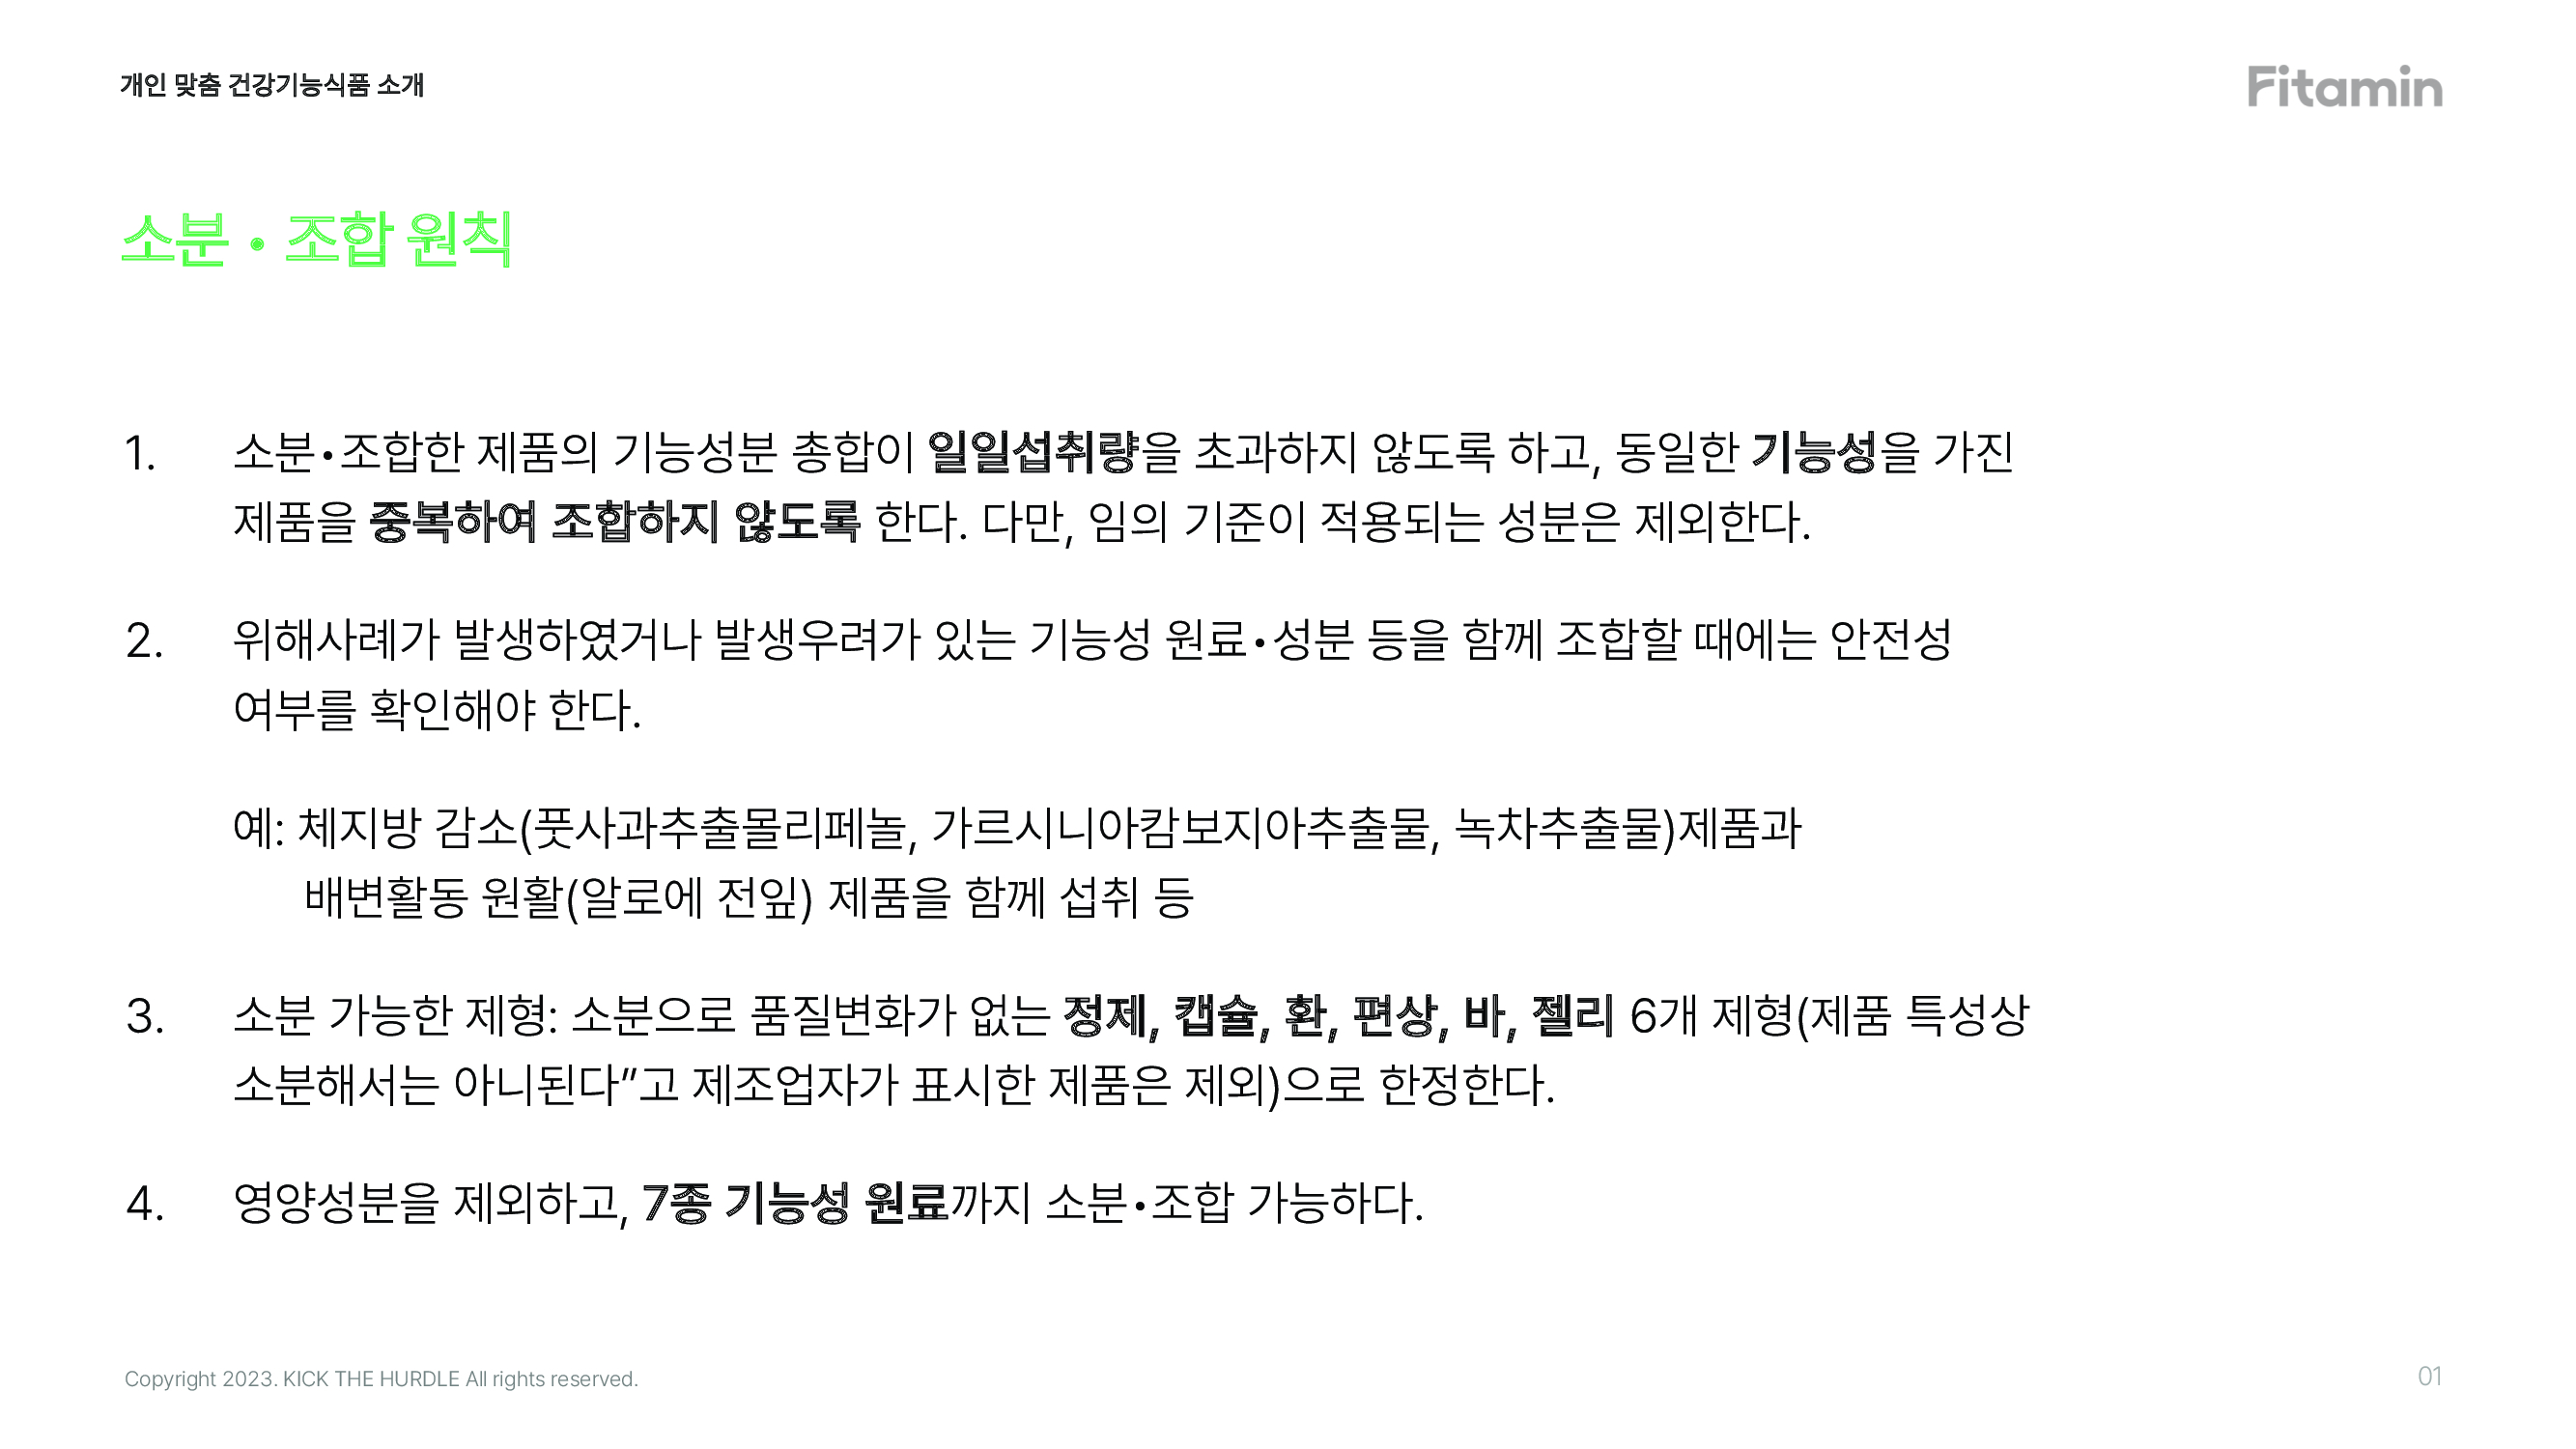 개인 맞춤 건강기능식품 소개
Fitamin
소분 • 조합 원칙
1. 소분•조합한 제품의 기능성분 총합이 일일섭취량을 초과하지 않도록 하고, 동일한 기능성을 가진
제품을 중복하여 조합하지 않도록 한다. 다만, 임의 기준이 적용되는 성분은 제외한다.
2. 위해사례가 발생하였거나 발생우려가 있는 기능성 원료•성분 등을 함께 조합할 때에는 안전성
여부를 확인해야 한다.
예: 체지방 감소(풋사과추출몰리페놀, 가르시니아캄보지아추출물, 녹차추출물)제품과
배변활동 원활(알로에 전잎) 제품을 함께 섭취 등
3. 소분 가능한 제형: 소분으로 품질변화가 없는 정제, 캡슐, 환, 편상, 바, 젤리 6개 제형(제품 특성상
소분해서는 아니된다”고 제조업자가 표시한 제품은 제외)으로 한정한다.
4. 영양성분을 제외하고, 7종 기능성 원료까지 소분•조합 가능하다.
Copyright 2023. KICK THE HURDLE All rights reserved.
01